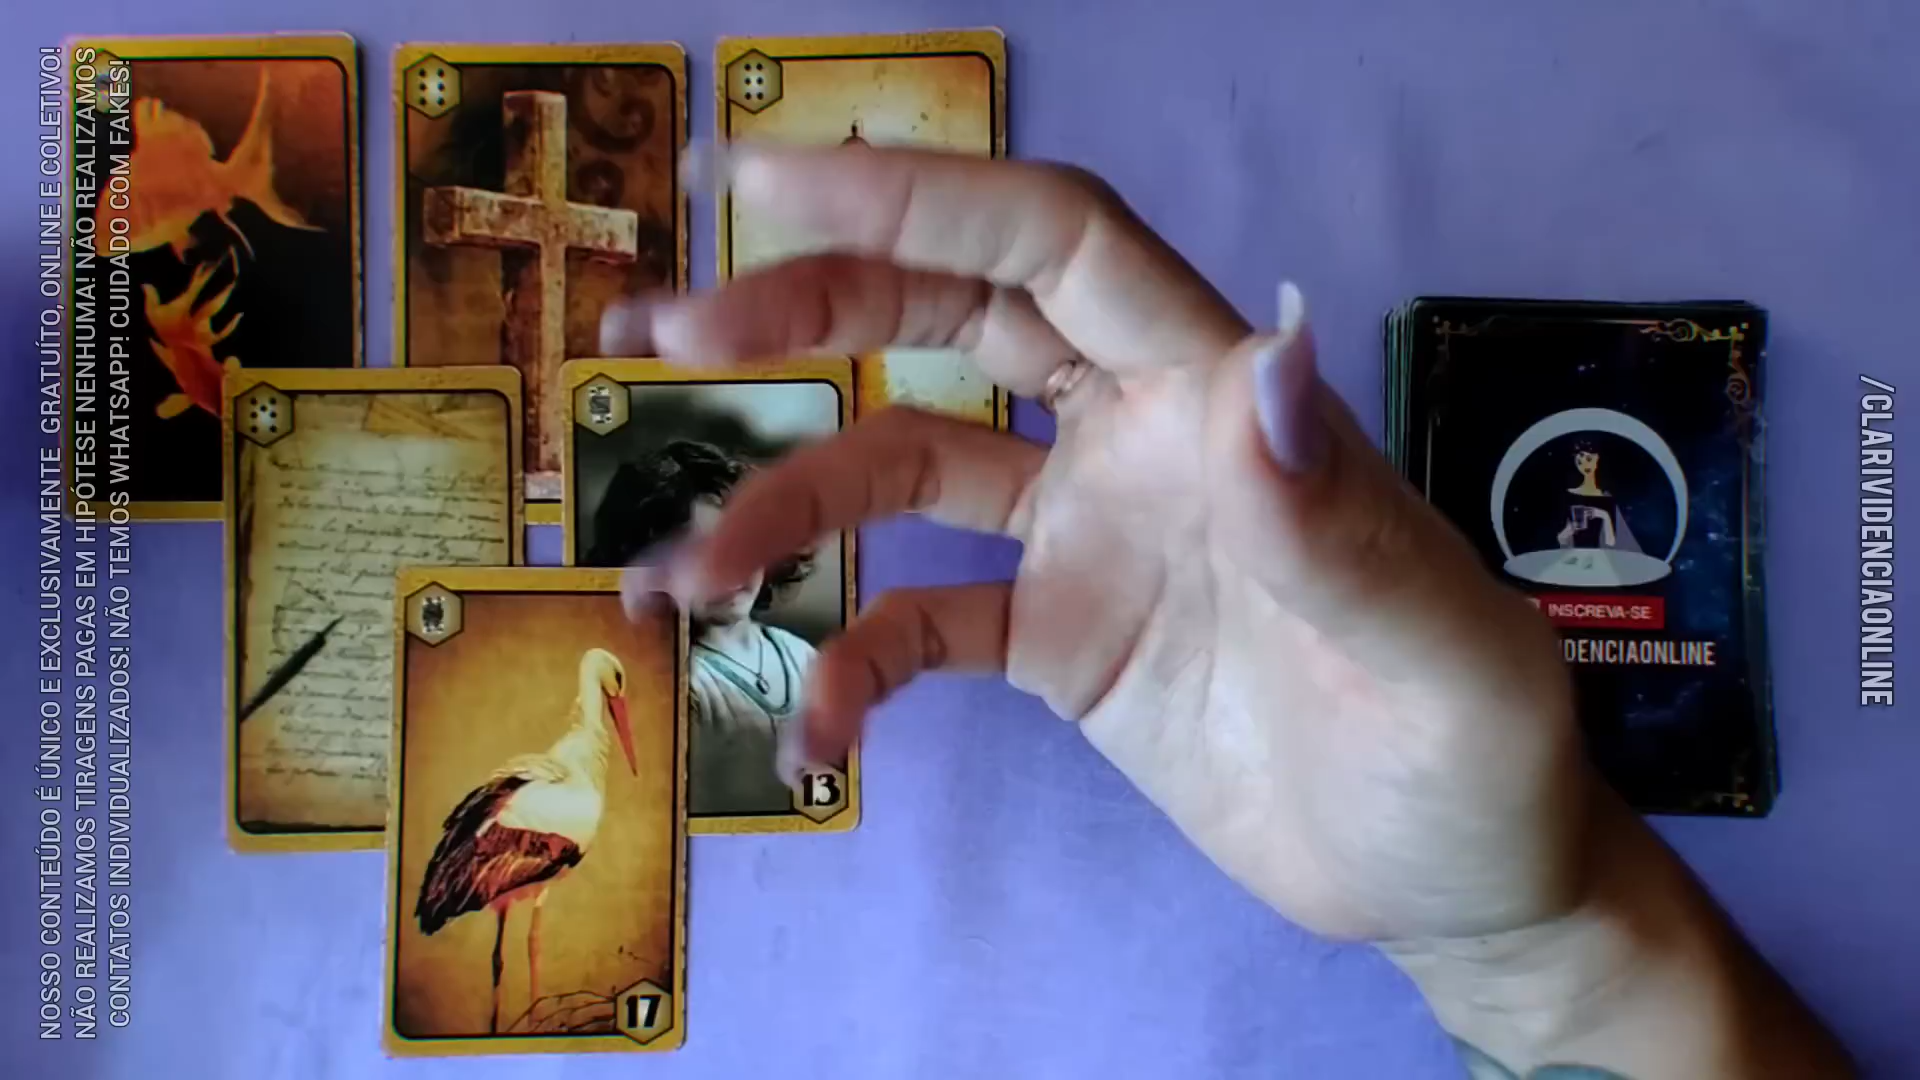 NOSSO CONTEÚDO É ÚNICO E EXCLUSIVAMENTE GRATUÍTO, ONLINE E COLETIVO!
NÃO REALIZAMOS TIRAGENS PAGAS EM HIPÓTESE NENHUMA! NÃO REALIZAMOS
CONTATOS INDIVIDUALIZADOS! NÃO TEMOS WHATSAPP! CUIDADO COM FAKES!
13
17
INSCREVA-SE
IDENCIAONLINE
/CLARIVIDENCIAONLINE